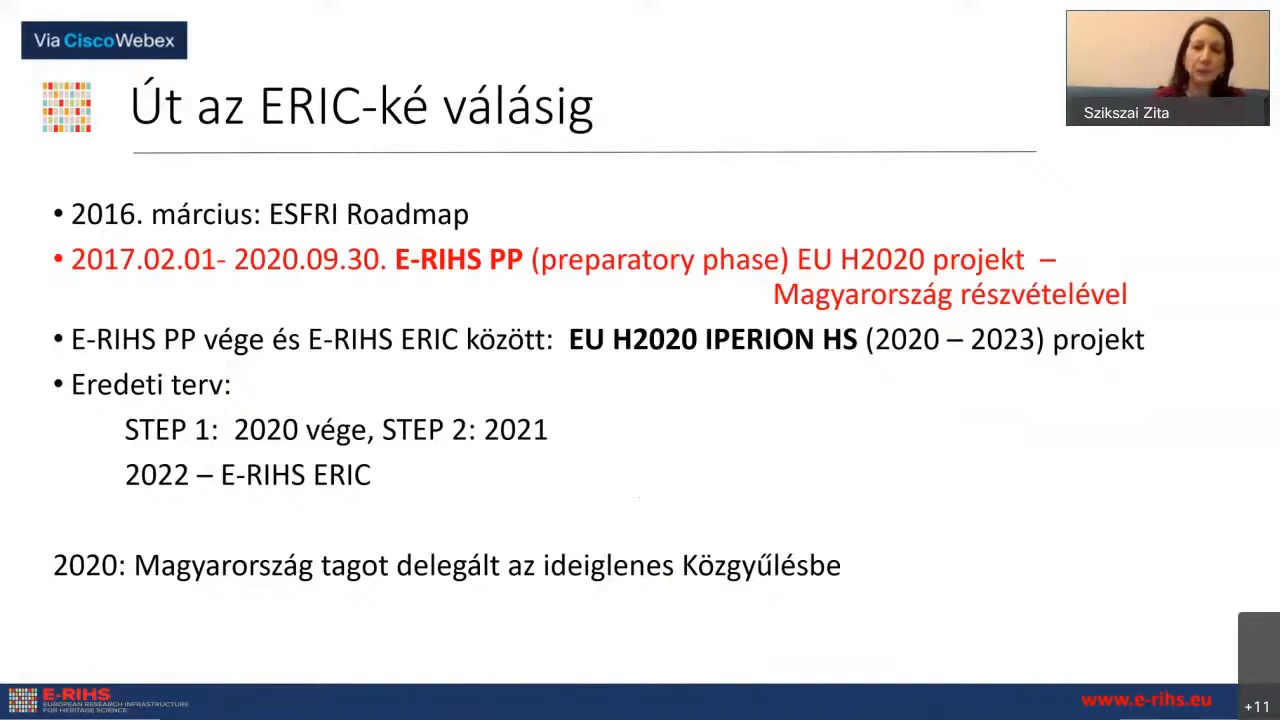 Via Cisco Webex
Szikszai Zita
Út az ERIC-ké válásig
• 2016. március: ESFRI Roadmap
• 2017.02.01- 2020.09.30. E-RIHS PP (preparatory phase) EU H2020 projekt –
Magyarország részvételével
• E-RIHS PP vége és E-RIHS ERIC között: EU H2020 IPERION HS (2020 – 2023) projekt
• Eredeti terv:
STEP 1: 2020 vége, STEP 2: 2021
2022 – E-RIHS ERIC
2020: Magyarország tagot delegált az ideiglenes Közgyűlésbe
E-RIHS
EUROPEAN RESEARCH INFRASTRUCTURE
FOR HERITAGE SCIENCE
www.e-rihs.eu
+11